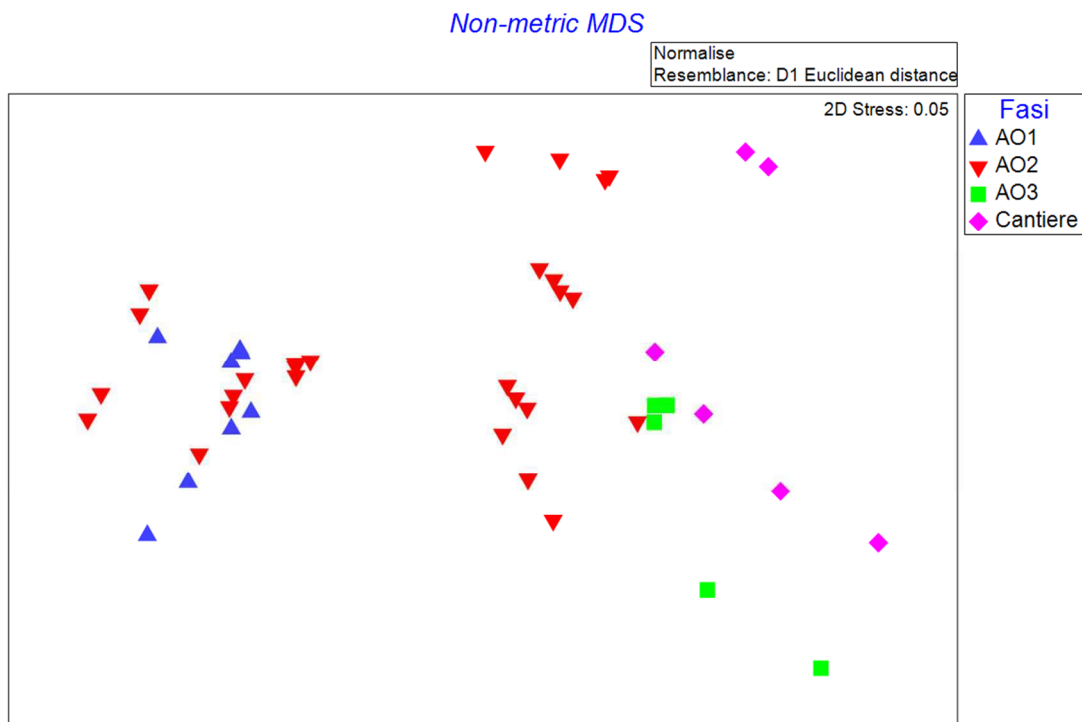 Non-metric MDS
Normalise
Resemblance: D1 Euclidean distance
2D Stress: 0.05
Fasi
AO1
AO2
AO3
Cantiere